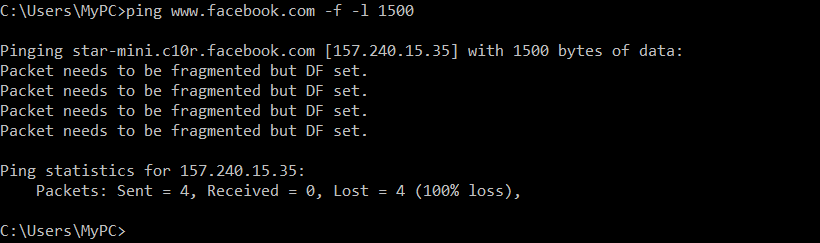 C:\Users\MyPC>ping www.facebook.com -f -l 1500
Pinging star-mini.c10r.facebook.com [157.240.15.35] with 1500 bytes of data:
Packet needs to be fragmented but DF set.
Packet needs to be fragmented but DF set.
Packet needs to be fragmented but DF set.
Packet needs to be fragmented but DF set.
Ping statistics for 157.240.15.35:
    Packets: Sent = 4, Received = 0, Lost = 4 (100% loss),
C:\Users\MyPC>